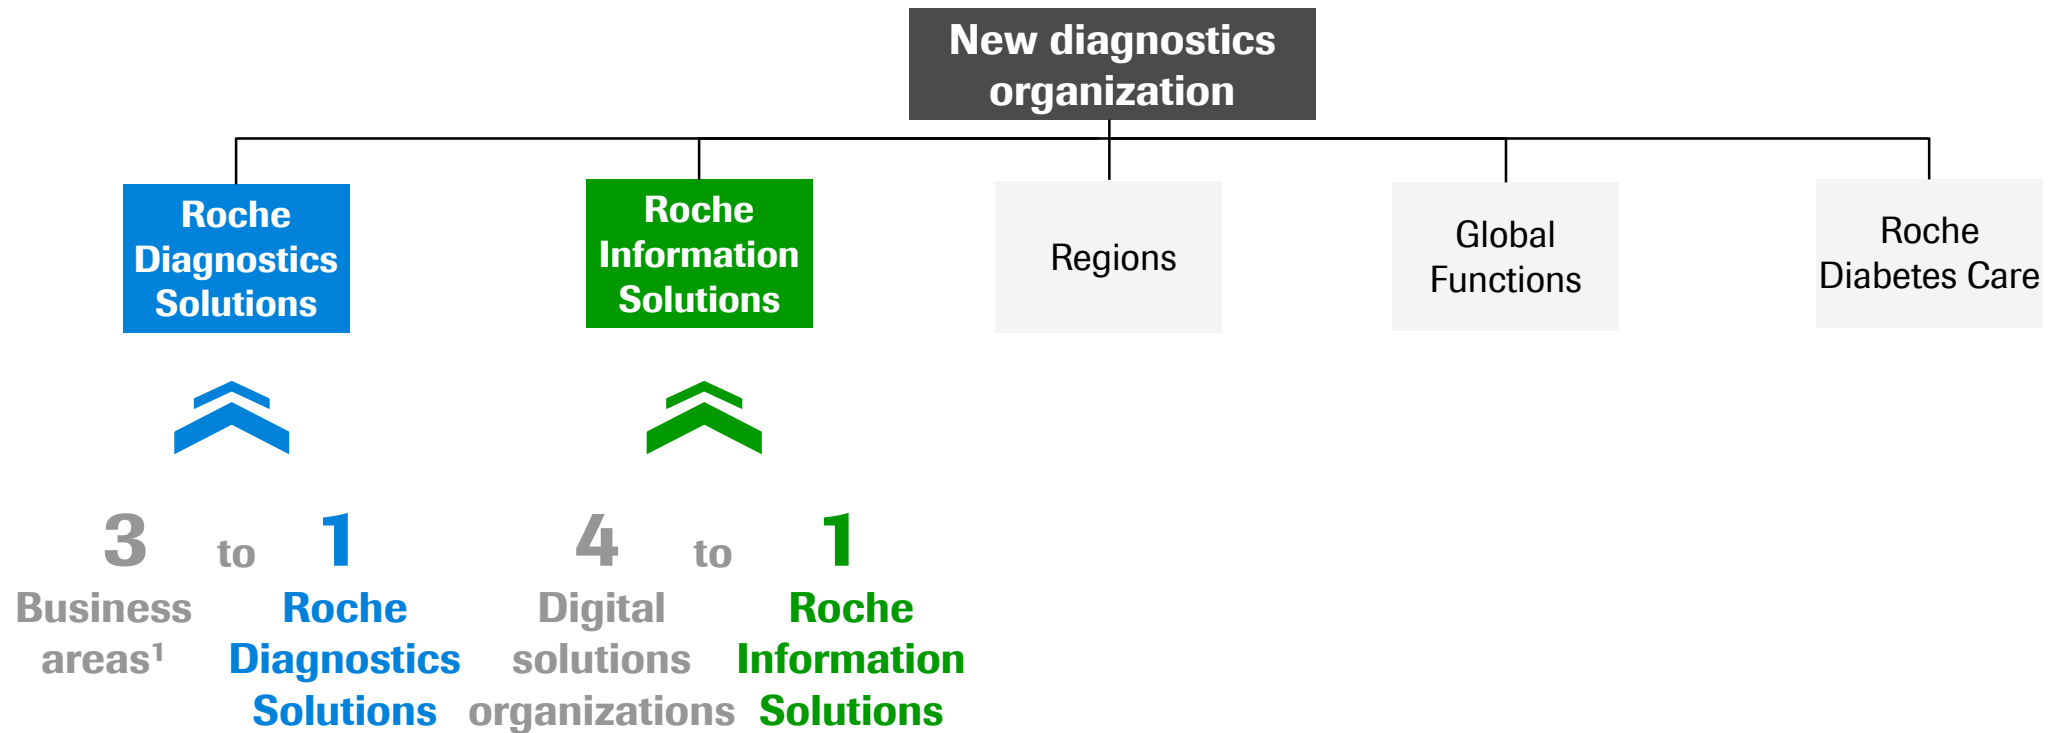 New diagnostics
organization
Roche
Diagnostics
Solutions
Roche
Information
Solutions
Regions
Global
Functions
Roche
Diabetes Care
3 to 1
Business
areas¹
Roche
Diagnostics
Solutions
4 to 1
Digital
solutions
organizations
Roche
Information
Solutions